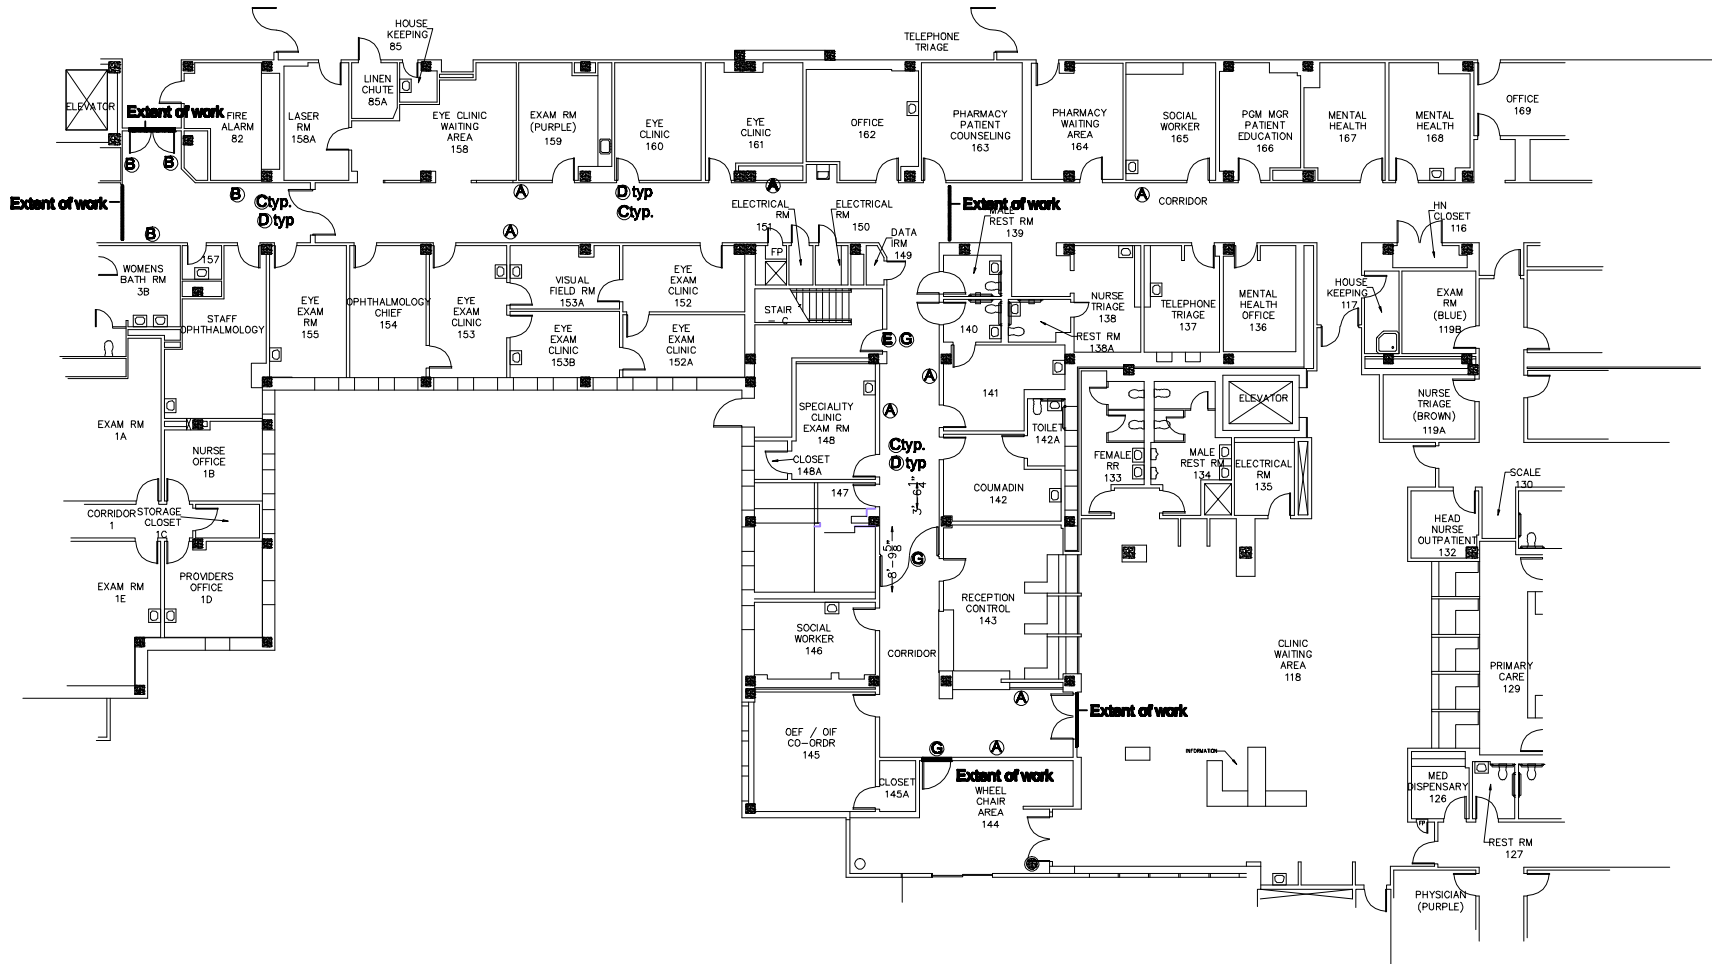 HOUSE
KEEPING
85
TELEPHONE
TRIAGE
ELEVATOR
Extent of work
FIRE
ALARM
82
LASER
RM
158A
LINEN
CHUTE
85A
EYE CLINIC
WAITING
AREA
158
EXAM RM
(PURPLE)
159
EYE
CLINIC
160
EYE
CLINIC
161
OFFICE
162
PHARMACY
PATIENT
COUNSELING
163
PHARMACY
WAITING
AREA
164
SOCIAL
WORKER
165
PGM MGR
PATIENT
EDUCATION
166
MENTAL
HEALTH
167
MENTAL
HEALTH
168
OFFICE
169
B
B
Extent of work
B
C typ.
D typ
B
A
D typ
C typ.
A
A
A
Extent of work
CORRIDOR
ELECTRICAL
RM
151
ELECTRICAL
RM
150
DATA
IRM
149
MALE
REST RM
139
HN
CLOSET
116
WOMENS
BATH RM
3B
157
STAFF
OPHTHALMOLOGY
EYE
EXAM
RM
155
OPHTHALMOLOGY
CHIEF
154
EYE
EXAM
CLINIC
153
VISUAL
FIELD RM
153A
EYE
EXAM
CLINIC
153B
EYE
EXAM
CLINIC
152
EYE
EXAM
CLINIC
152A
FP
STAIR
C
E G
A
140
REST RM
138A
NURSE
TRIAGE
138
TELEPHONE
TRIAGE
137
MENTAL
HEALTH
OFFICE
136
HOUSE
KEEPING
117
EXAM
RM
(BLUE)
119B
141
ELEVATOR
NURSE
TRIAGE
(BROWN)
119A
EXAM RM
1A
NURSE
OFFICE
1B
SPECIALITY
CLINIC
EXAM RM
148
CLOSET
148A
A
C typ.
D typ
TOILET
142A
COUMADIN
142
FEMALE
RR
133
MALE
REST RM
134
ELECTRICAL
RM
135
SCALE
130
HEAD
NURSE
OUTPATIENT
132
CORRIDOR
1
STORAGE
CLOSET
1C
147
EXAM RM
1E
PROVIDERS
OFFICE
1D
G
RECEPTION
CONTROL
143
SOCIAL
WORKER
146
CORRIDOR
CLINIC
WAITING
AREA
118
PRIMARY
CARE
129
A
Extent of work
OEF / OIF
CO-ORDR
145
G
A
Extent of work
INFORMATION
CLOSET
145A
WHEEL
CHAIR
AREA
144
MED
DISPENSARY
126
FP
REST RM
127
PHYSICIAN
(PURPLE)